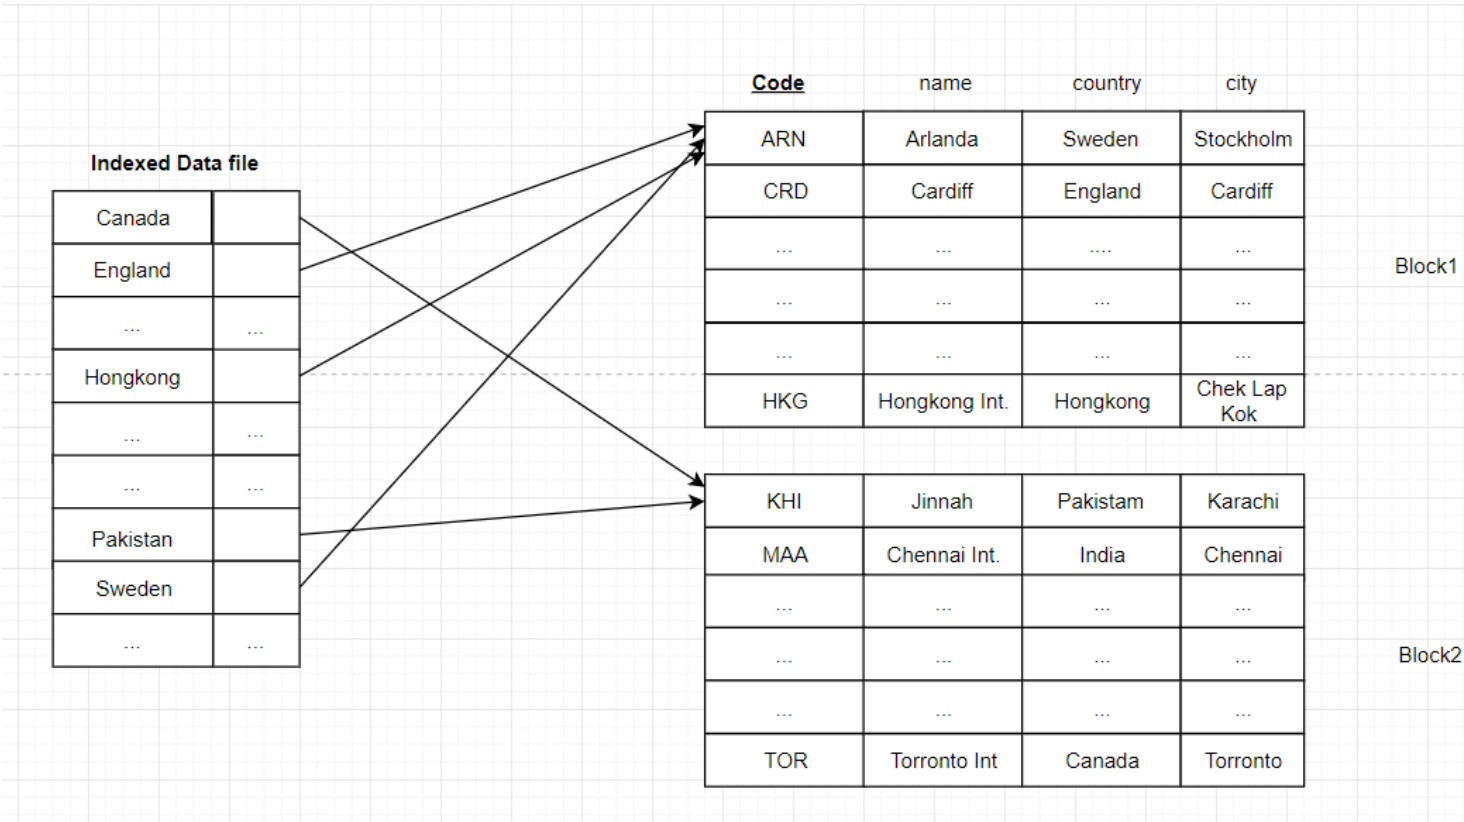 Code name country city
Indexed Data file
Canada
England
... ...
Hongkong
... ...
... ...
Pakistan
Sweden
... ...
ARN Arlanda Sweden Stockholm
CRD Cardiff England Cardiff
... ... .... ...
... ... ... ...
... ... ... ...
HKG Hongkong Int. Hongkong Chek Lap
Kok
Block1
KHI Jinnah Pakistam Karachi
MAA Chennai Int. India Chennai
... ... ... ...
... ... ... ...
... ... ... ...
TOR Torronto Int Canada Torronto
Block2